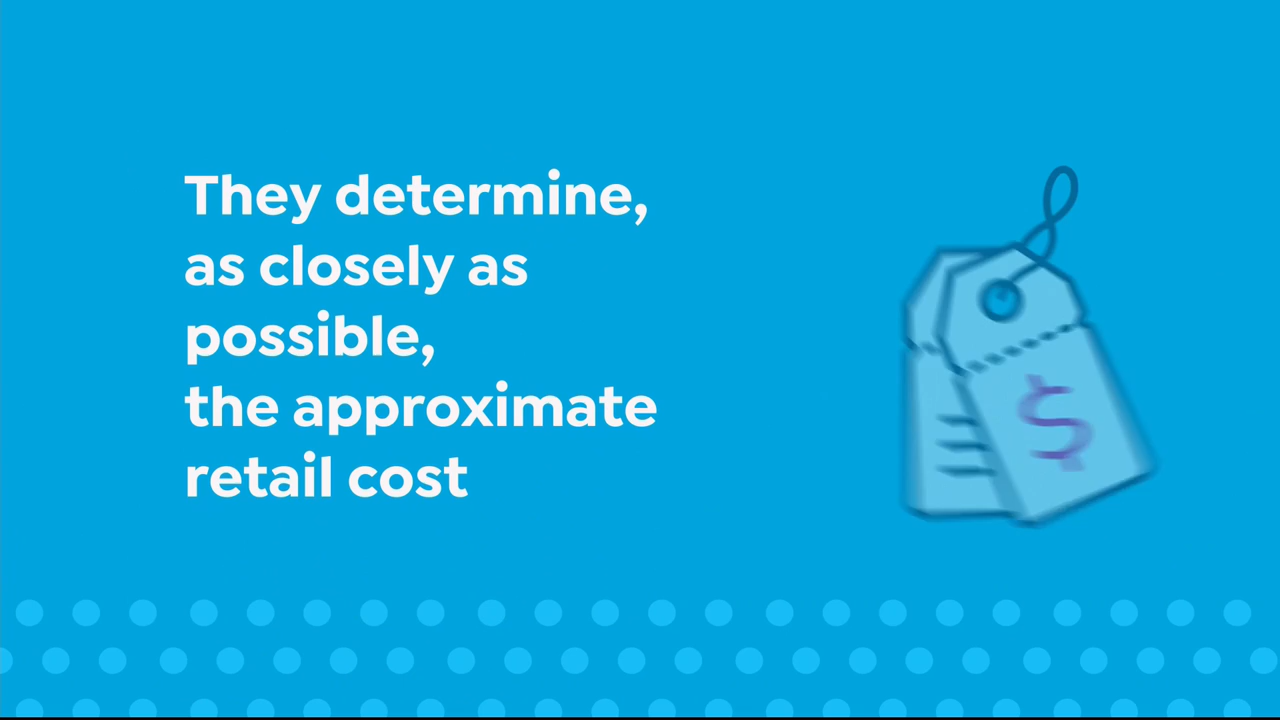 They determine,
as closely as
possible,
the approximate
retail cost
$